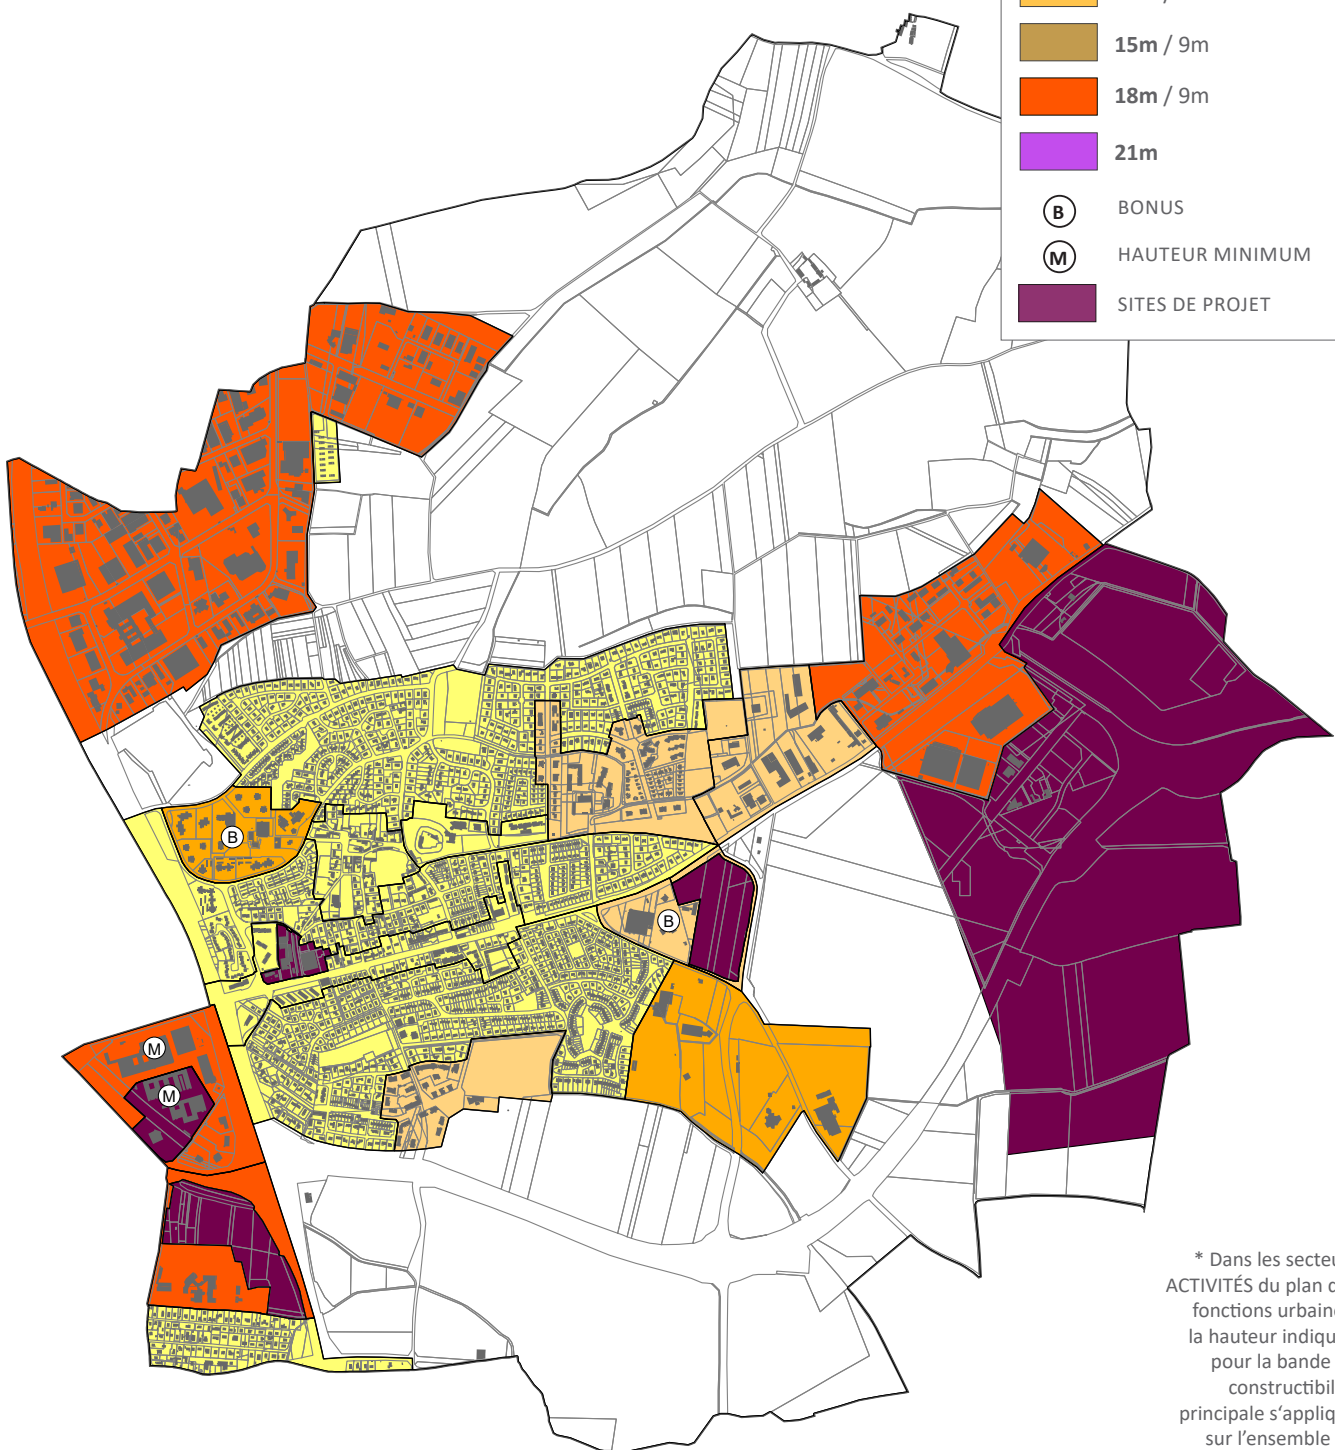 15m / 9m
18m / 9m
21m
B BONUS
M HAUTEUR MINIMUM
SITES DE PROJET
B
B
M
M
* Dans les secteu
ACTIVITÉS du plan d
fonctions urbain
la hauteur indiqu
pour la bande
constructibil
principale s‘appliq
sur l’ensemble